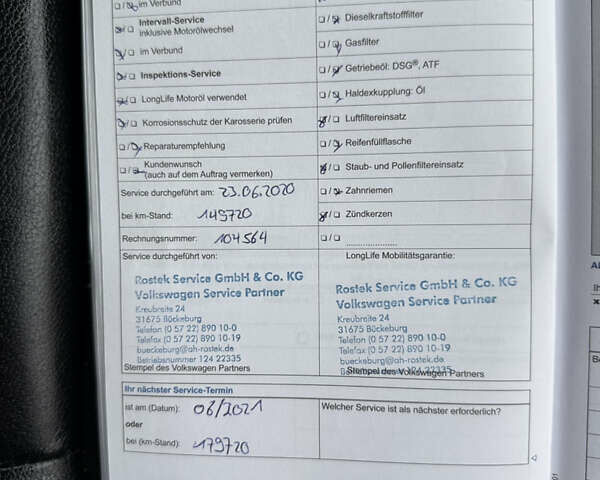 im Verbund
Intervall-Service
inklusive Motorölwechsel
im Verbund
Inspektions-Service
LongLife Motoröl verwendet
Korrosionsschutz der Karosserie prüfen
Reparaturempfehlung
Kundenwunsch
(auch auf dem Auftrag vermerken)
Service durchgeführt am: 23.06.2020
bei km-Stand: 149720
Rechnungsnummer: 104564
Service durchgeführt von:
Rostek Service GmbH & Co. KG
Volkswagen Service Partner
Kreubreite 24
31675 Bückeburg
Telefon (0 57 22) 890 10-0
Telefax (0 57 22) 890 10-19
bueckeburg@ah-rostek.de
Betriebsnummer 124 22335
Stempel des Volkswagen Partners
Dieselkraftstofffilter
Gasfilter
Getriebeöl: DSG®, ATF
Haldexkupplung: Öl
Luftfiltereinsatz
Reifenfüllflasche
Staub- und Pollenfiltereinsatz
Zahnriemen
Zündkerzen
LongLife Mobilitätsgarantie:
Rostek Service GmbH & Co. KG
Volkswagen Service Partner
Kreubreite 24
31675 Bückeburg
Telefon (0 57 22) 890 10-0
Telefax (0 57 22) 890 10-19
bueckeburg@ah-rostek.de
Stempel des Volkswagen Partners
Ihr nächster Service-Termin
ist am (Datum): 06/2021
oder
bei (km-Stand): 179720
Welcher Service ist als nächster erforderlich?